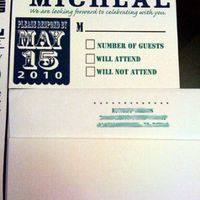 MICHEAL
We are looking forward to celebrating with you.
PLEASE RESPOND BY
MAY
15
2010
M
NUMBER OF GUESTS
WILL ATTEND
WILL NOT ATTEND